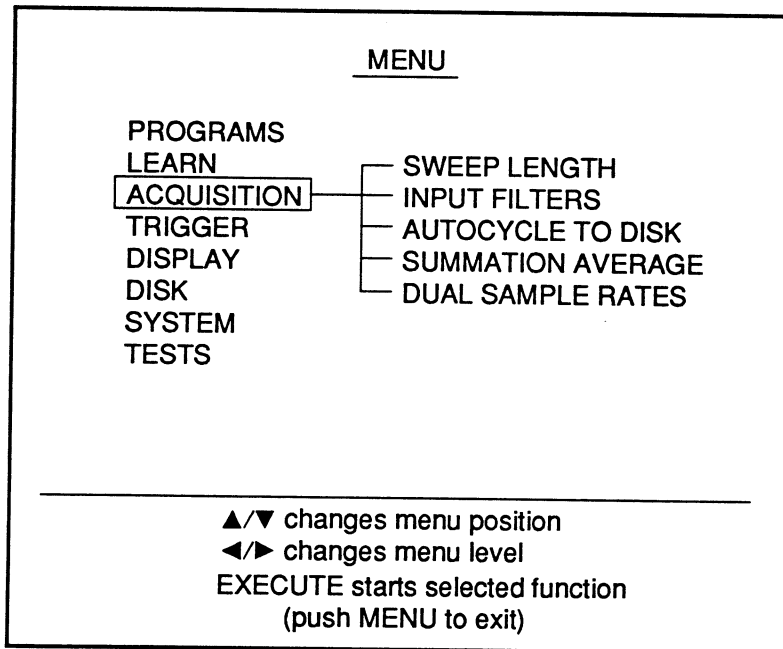 MENU
PROGRAMS
LEARN
ACQUISITION
TRIGGER
DISPLAY
DISK
SYSTEM
TESTS
SWEEP LENGTH
INPUT FILTERS
AUTOCYCLE TO DISK
SUMMATION AVERAGE
DUAL SAMPLE RATES
▲/▼ changes menu position
◄/► changes menu level
EXECUTE starts selected function
(push MENU to exit)